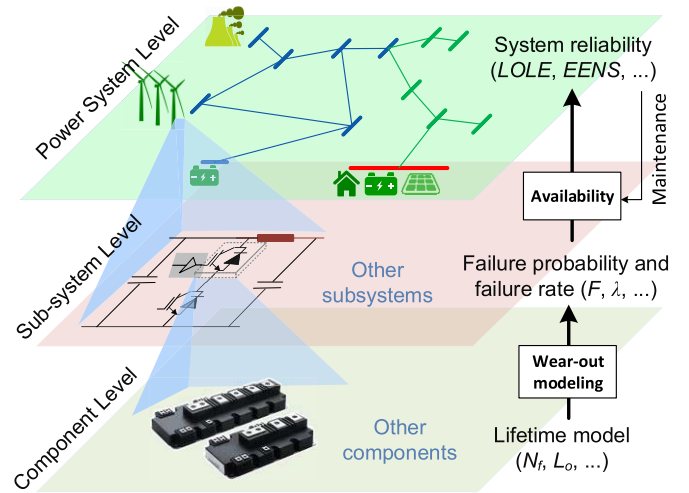 Power System Level
System reliability
(LOLE, EENS, ...)
Maintenance
Availability
Sub-system Level
Other
subsystems
Failure probability and
failure rate (F, λ, ...)
Wear-out
modeling
Component Level
Other
components
Lifetime model
(Nf, Lo, ...)